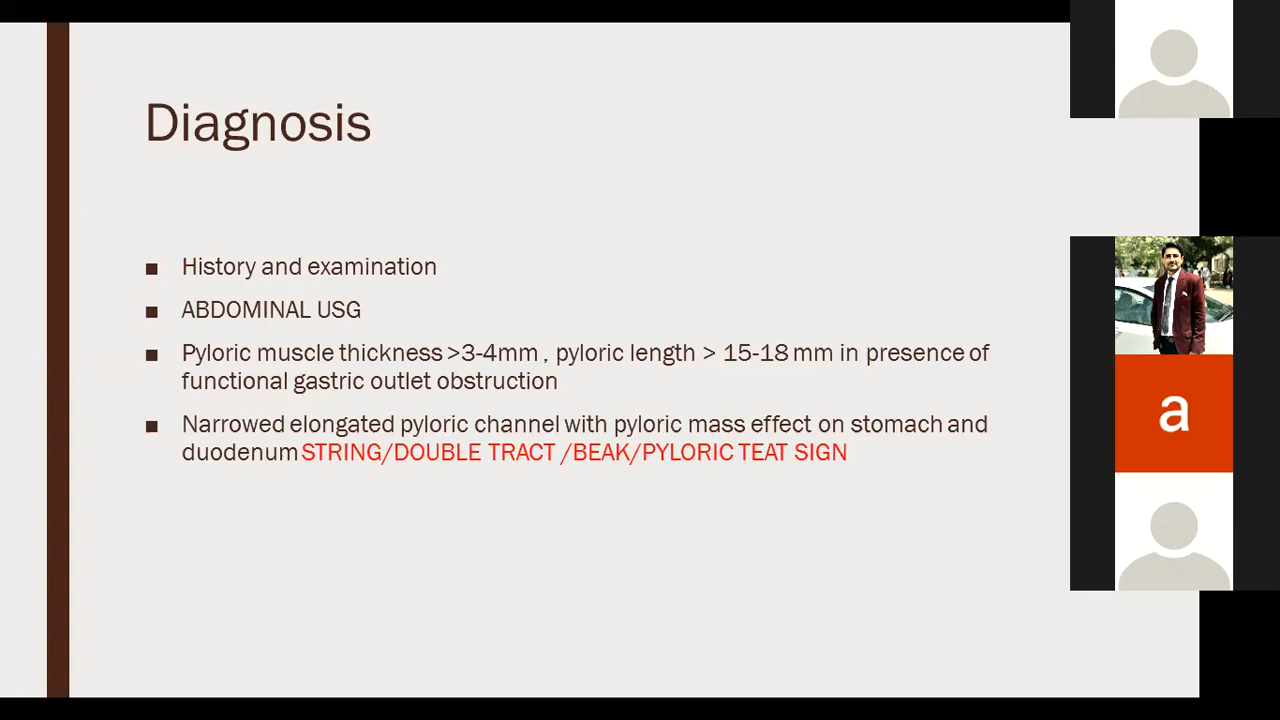 Diagnosis
History and examination
ABDOMINAL USG
Pyloric muscle thickness >3-4mm , pyloric length > 15-18 mm in presence of
functional gastric outlet obstruction
Narrowed elongated pyloric channel with pyloric mass effect on stomach and
duodenum STRING/DOUBLE TRACT /BEAK/PYLORIC TEAT SIGN
a